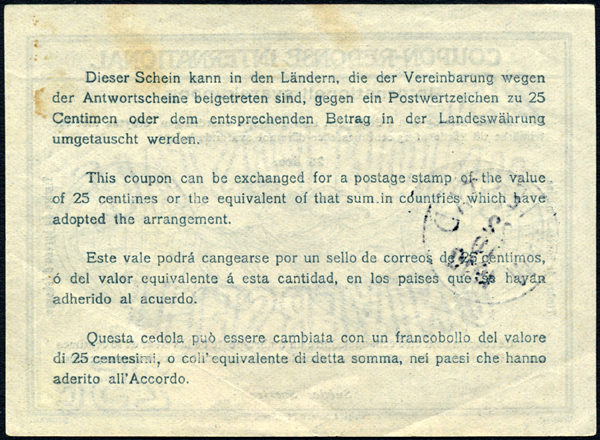 Dieser Schein kann in den Ländern, die der Vereinbarung wegen
der Antwortscheine beigetreten sind, gegen ein Postwertzeichen zu 25
Centimen oder dem entsprechenden Betrag in der Landeswährung
umgetauscht werden.
This coupon can be exchanged for a postage stamp of the value
of 25 centimes or the equivalent of that sum in countries which have
adopted the arrangement.
Este vale podrá cangearse por un sello de correos de 25 centimos,
ó del valor equivalente á esta cantidad, en los paises que se hayan
adherido al acuerdo.
Questa cedola può essere cambiata con un francobollo del valore
di 25 centesimi, o coll'equivalente di detta somma, nei paesi che hanno
aderito all'Accordo.